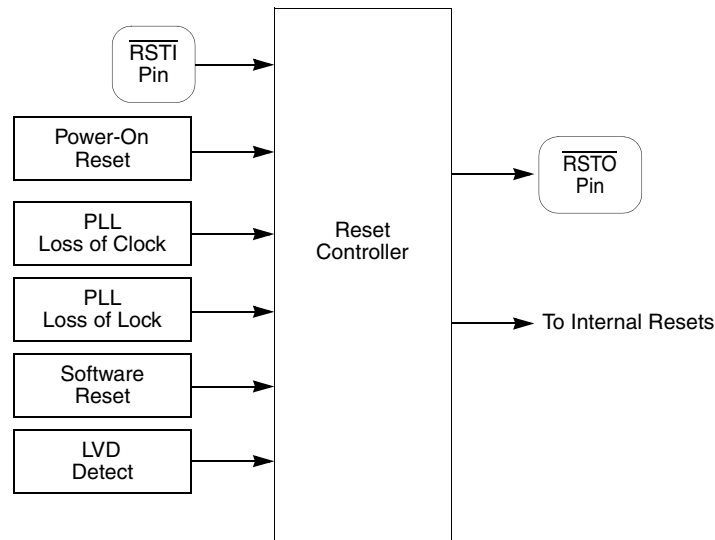 RSTI
Pin
Power-On
Reset
PLL
Loss of Clock
PLL
Loss of Lock
Software
Reset
LVD
Detect
Reset
Controller
RSTO
Pin
To Internal Resets